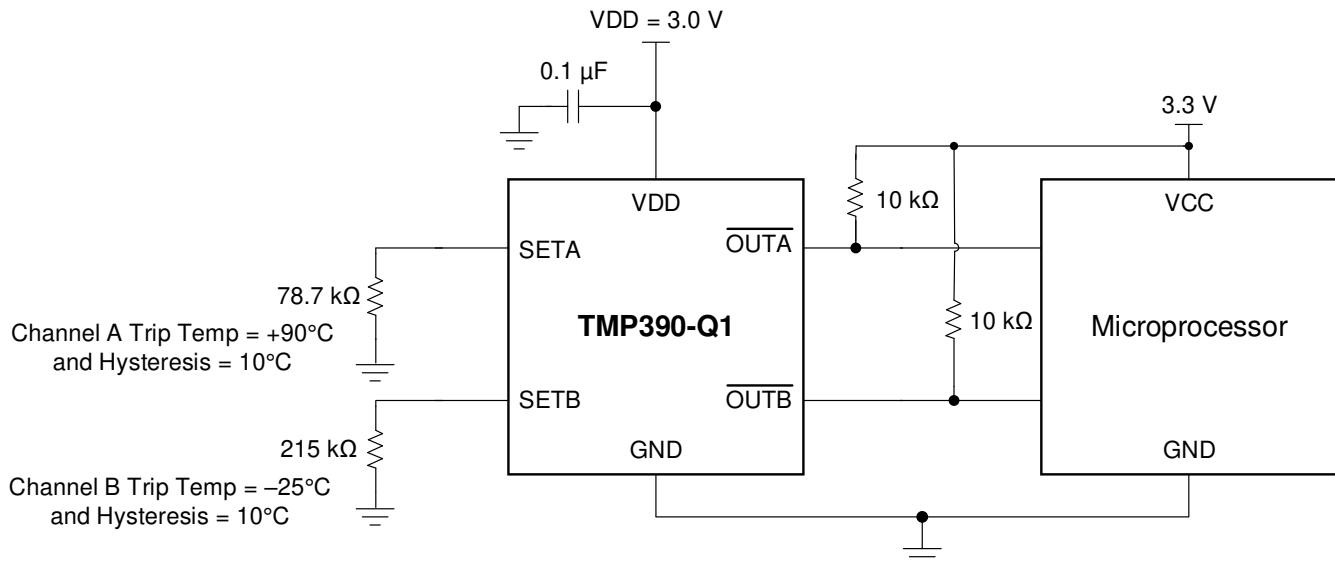 VDD = 3.0 V
0.1 µF
3.3 V
VDD
10 kΩ
VCC
SETA
OUTA
78.7 kΩ
Channel A Trip Temp = +90°C
and Hysteresis = 10°C
TMP390-Q1
10 kΩ
Microprocessor
SETB
OUTB
215 kΩ
GND
GND
Channel B Trip Temp = –25°C
and Hysteresis = 10°C